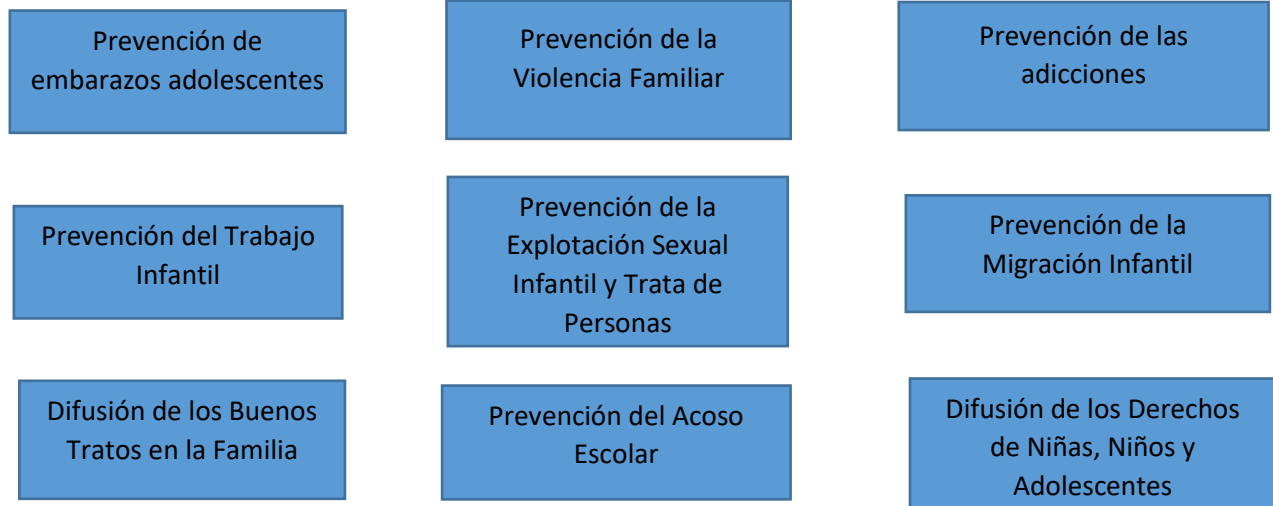 Prevención de
embarazos adolescentes
Prevención de la
Violencia Familiar
Prevención de las
adicciones
Prevención del Trabajo
Infantil
Prevención de la
Explotación Sexual
Infantil y Trata de
Personas
Prevención de la
Migración Infantil
Difusión de los Buenos
Tratos en la Familia
Prevención del Acoso
Escolar
Difusión de los Derechos
de Niñas, Niños y
Adolescentes